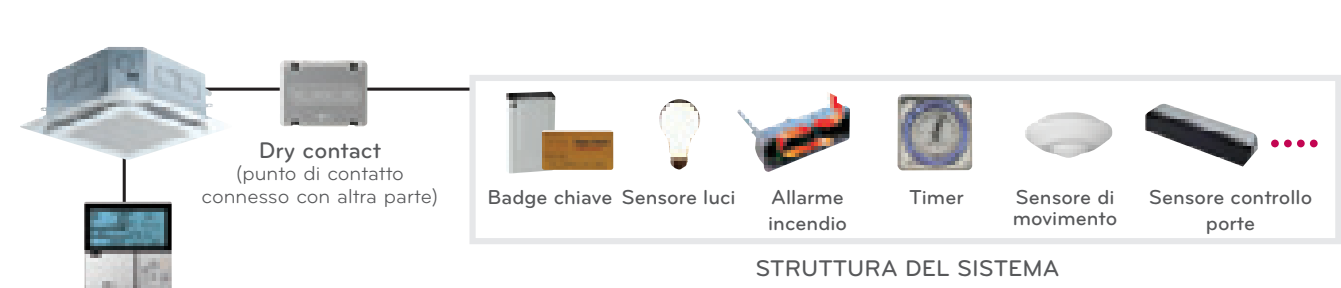 Dry contact
(punto di contatto
connesso con altra parte)
Badge chiave
Sensore luci
Allarme
incendio
Timer
Sensore di
movimento
Sensore controllo
porte
STRUTTURA DEL SISTEMA